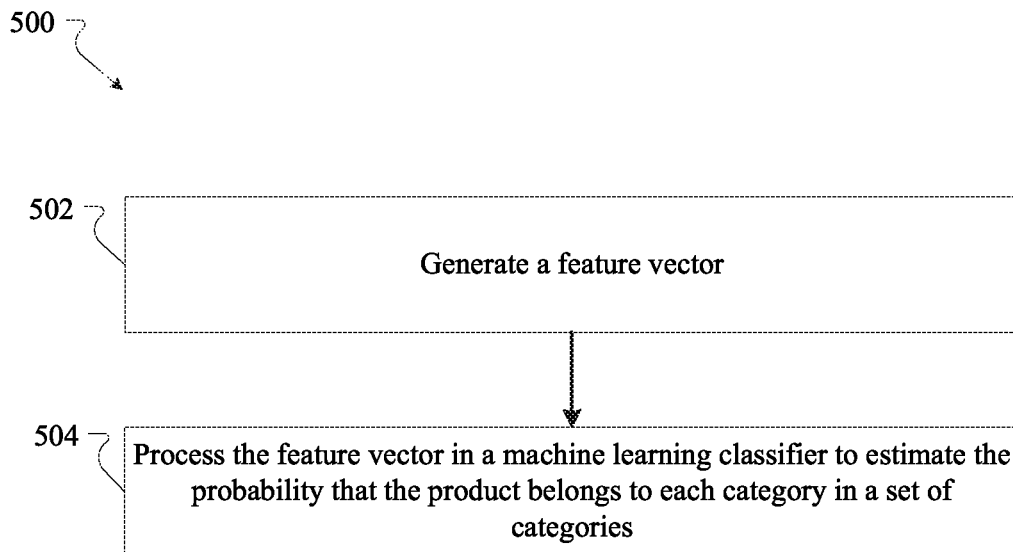 500
502
Generate a feature vector
504
Process the feature vector in a machine learning classifier to estimate the
probability that the product belongs to each category in a set of
categories